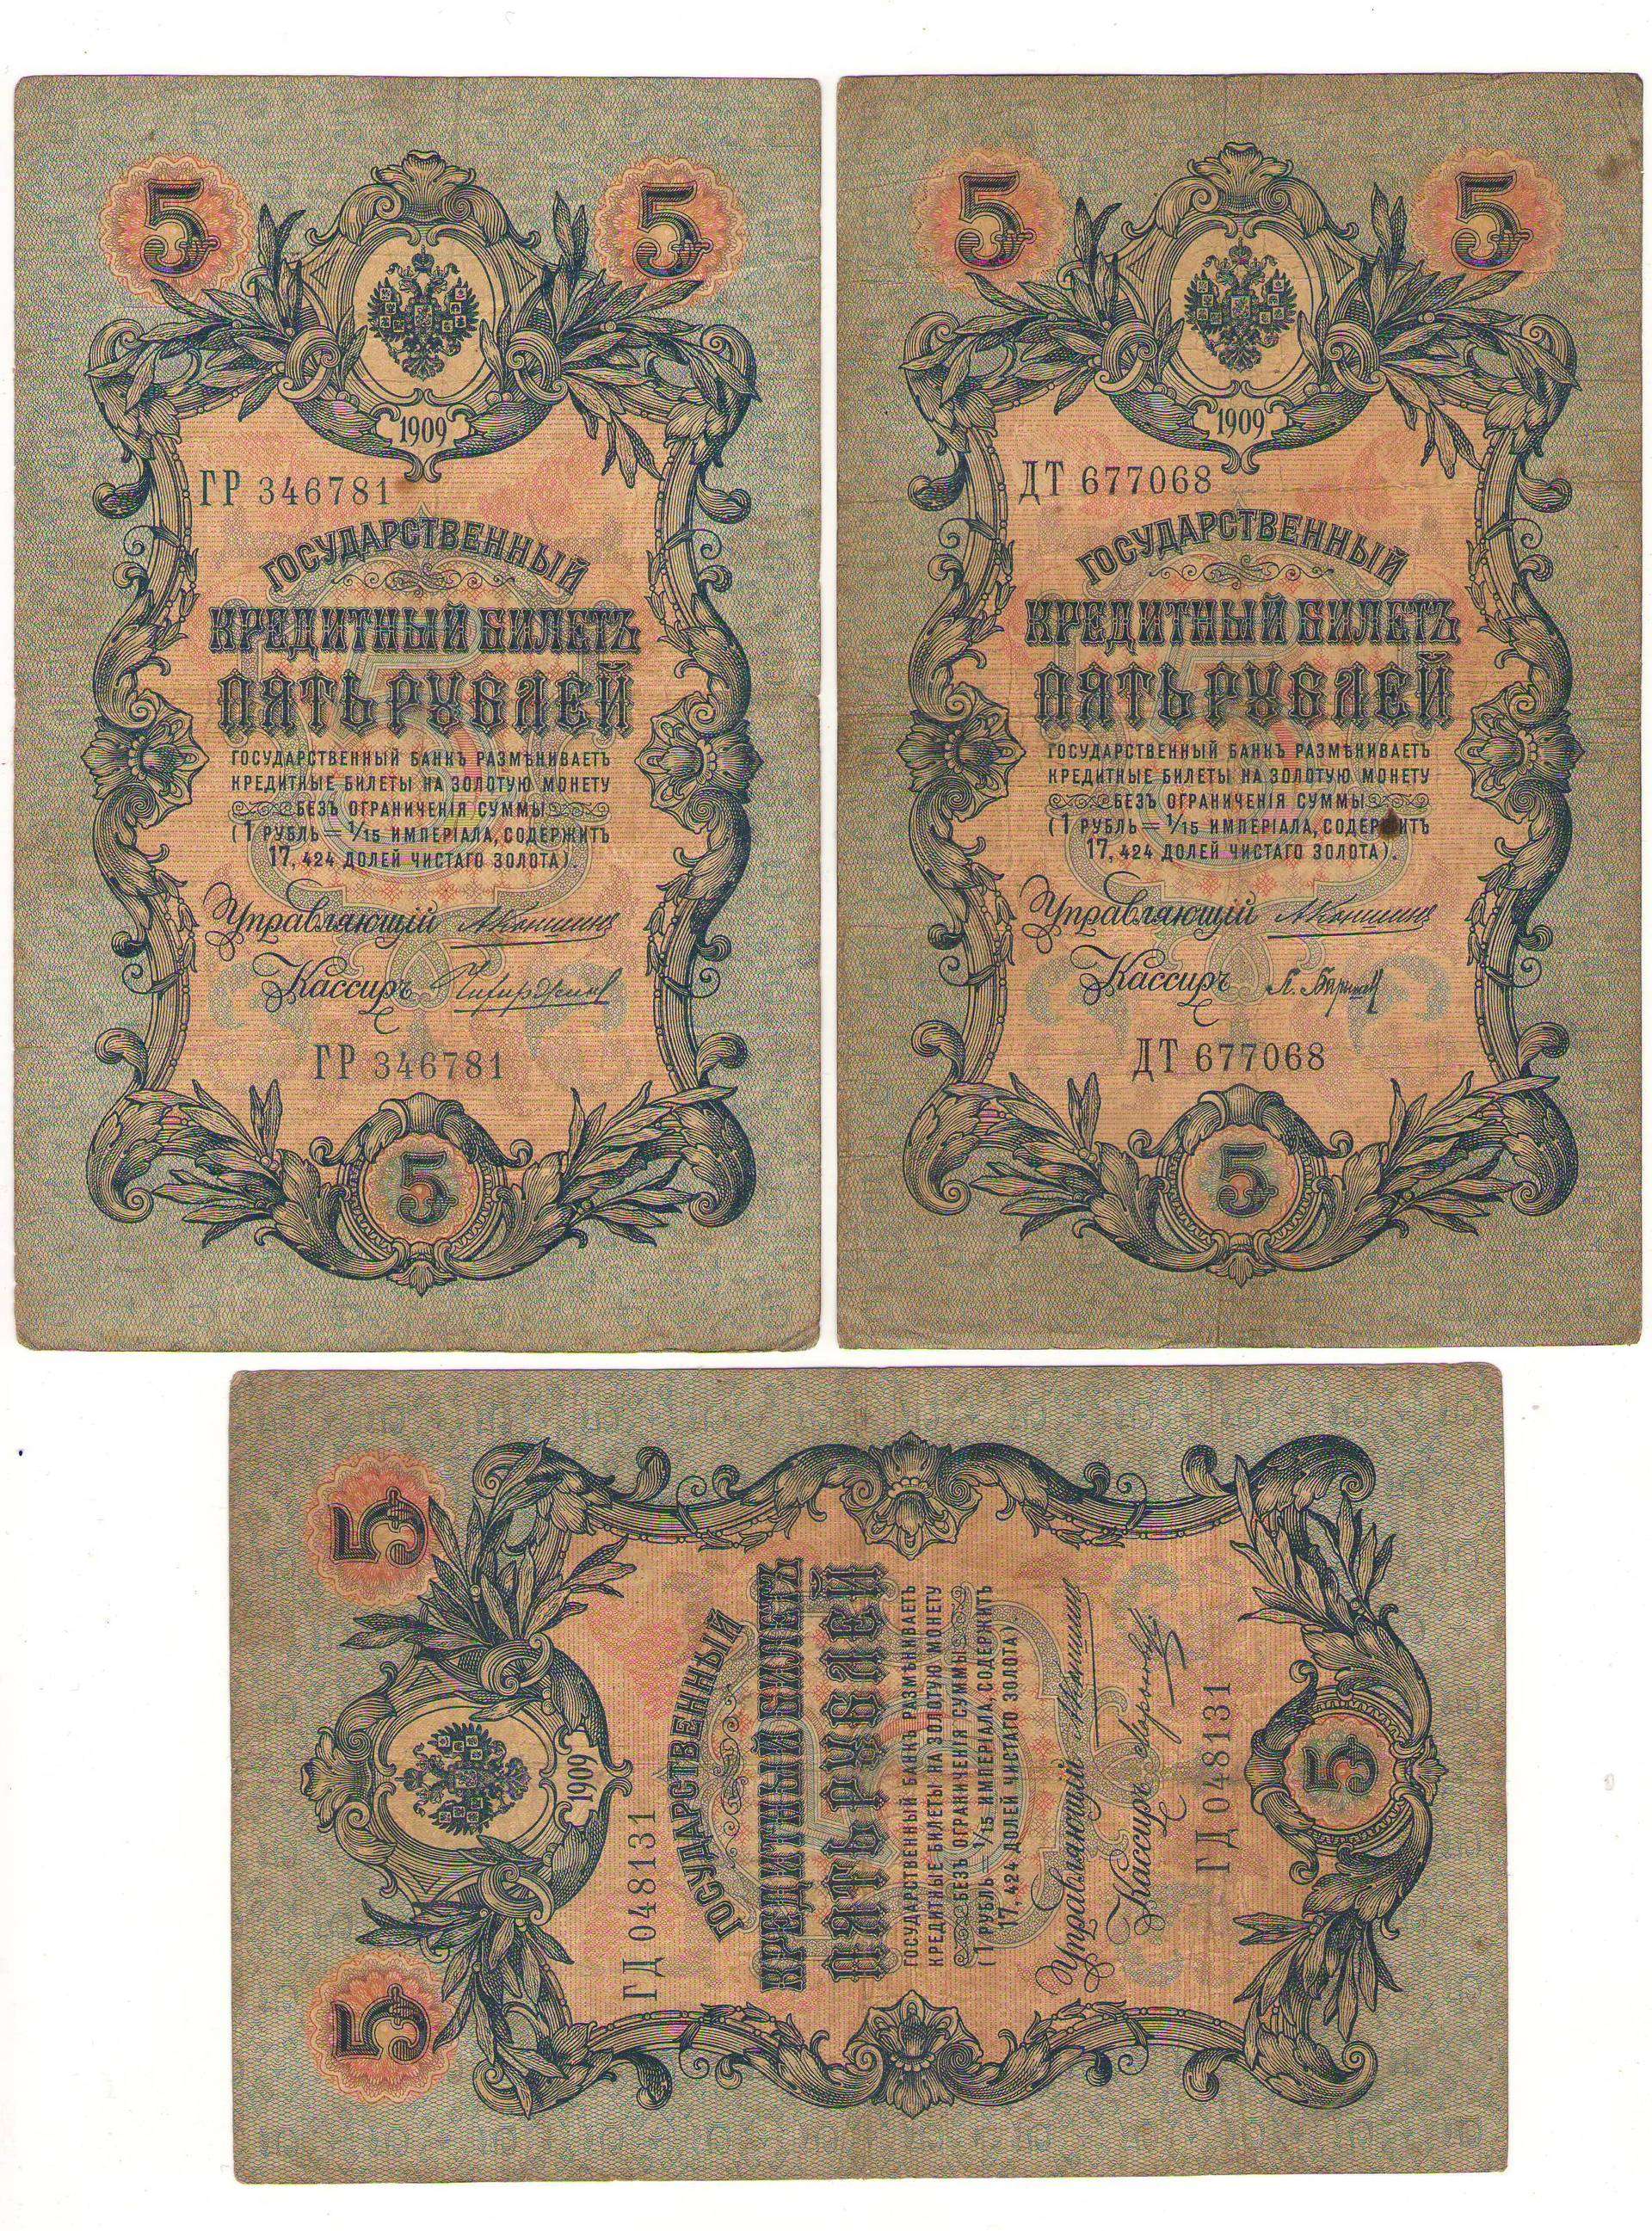 5 5
1909
ГР 346781
ГОСУДАРСТВЕННЫЙ
КРЕДИТНЫЙ БИЛЕТЪ
ПЯТЬ РУБЛЕЙ
ГОСУДАРСТВЕННЫЙ БАНКЪ РАЗМѢНИВАЕТЪ
КРЕДИТНЫЕ БИЛЕТЫ НА ЗОЛОТУЮ МОНЕТУ
БЕЗЪ ОГРАНИЧЕНІЯ СУММЫ
(1 РУБЛЬ = 1/15 ИМПЕРІАЛА, СОДЕРЖИТЪ
17,424 ДОЛЕЙ ЧИСТАГО ЗОЛОТА).
Управляющій АКоншинъ
Кассиръ
ГР 346781
5
5 5
1909
ДТ 677068
ГОСУДАРСТВЕННЫЙ
КРЕДИТНЫЙ БИЛЕТЪ
ПЯТЬ РУБЛЕЙ
ГОСУДАРСТВЕННЫЙ БАНКЪ РАЗМѢНИВАЕТЪ
КРЕДИТНЫЕ БИЛЕТЫ НА ЗОЛОТУЮ МОНЕТУ
БЕЗЪ ОГРАНИЧЕНІЯ СУММЫ
(1 РУБЛЬ = 1/15 ИМПЕРІАЛА, СОДЕРЖИТЪ
17,424 ДОЛЕЙ ЧИСТАГО ЗОЛОТА).
Управляющій АКоншинъ
Кассиръ
ДТ 677068
5
5 5
1909
ГД 048131
ГОСУДАРСТВЕННЫЙ
КРЕДИТНЫЙ БИЛЕТЪ
ПЯТЬ РУБЛЕЙ
ГОСУДАРСТВЕННЫЙ БАНКЪ РАЗМѢНИВАЕТЪ
КРЕДИТНЫЕ БИЛЕТЫ НА ЗОЛОТУЮ МОНЕТУ
БЕЗЪ ОГРАНИЧЕНІЯ СУММЫ
(1 РУБЛЬ = 1/15 ИМПЕРІАЛА, СОДЕРЖИТЪ
17,424 ДОЛЕЙ ЧИСТАГО ЗОЛОТА).
Управляющій АКоншинъ
Кассиръ
ГД 048131
5